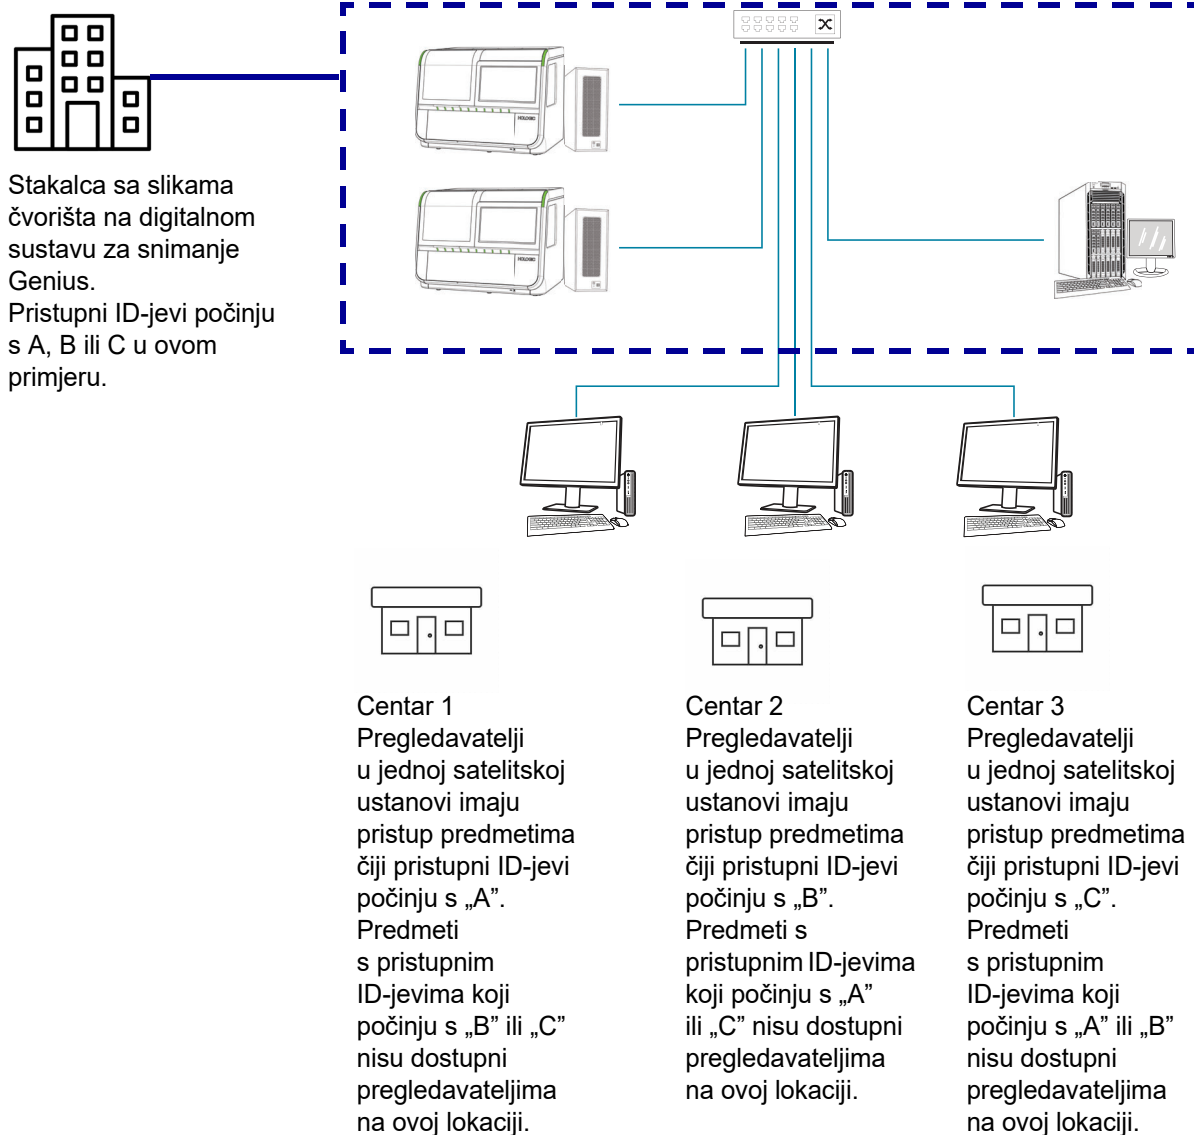 HOLOGIC
HOLOGIC
Stakalca sa slikama
čvorišta na digitalnom
sustavu za snimanje
Genius.
Pristupni ID-jevi počinju
s A, B ili C u ovom
primjeru.
Centar 1
Pregledavatelji
u jednoj satelitskoj
ustanovi imaju
pristup predmetima
čiji pristupni ID-jevi
počinju s „A”.
Predmeti
s pristupnim
ID-jevima koji
počinju s „B” ili „C”
nisu dostupni
pregledavateljima
na ovoj lokaciji.
Centar 2
Pregledavatelji
u jednoj satelitskoj
ustanovi imaju
pristup predmetima
čiji pristupni ID-jevi
počinju s „B”.
Predmeti s
pristupnim ID-jevima
koji počinju s „A”
ili „C” nisu dostupni
pregledavateljima
na ovoj lokaciji.
Centar 3
Pregledavatelji
u jednoj satelitskoj
ustanovi imaju
pristup predmetima
čiji pristupni ID-jevi
počinju s „C”.
Predmeti
s pristupnim
ID-jevima koji
počinju s „A” ili „B”
nisu dostupni
pregledavateljima
na ovoj lokaciji.